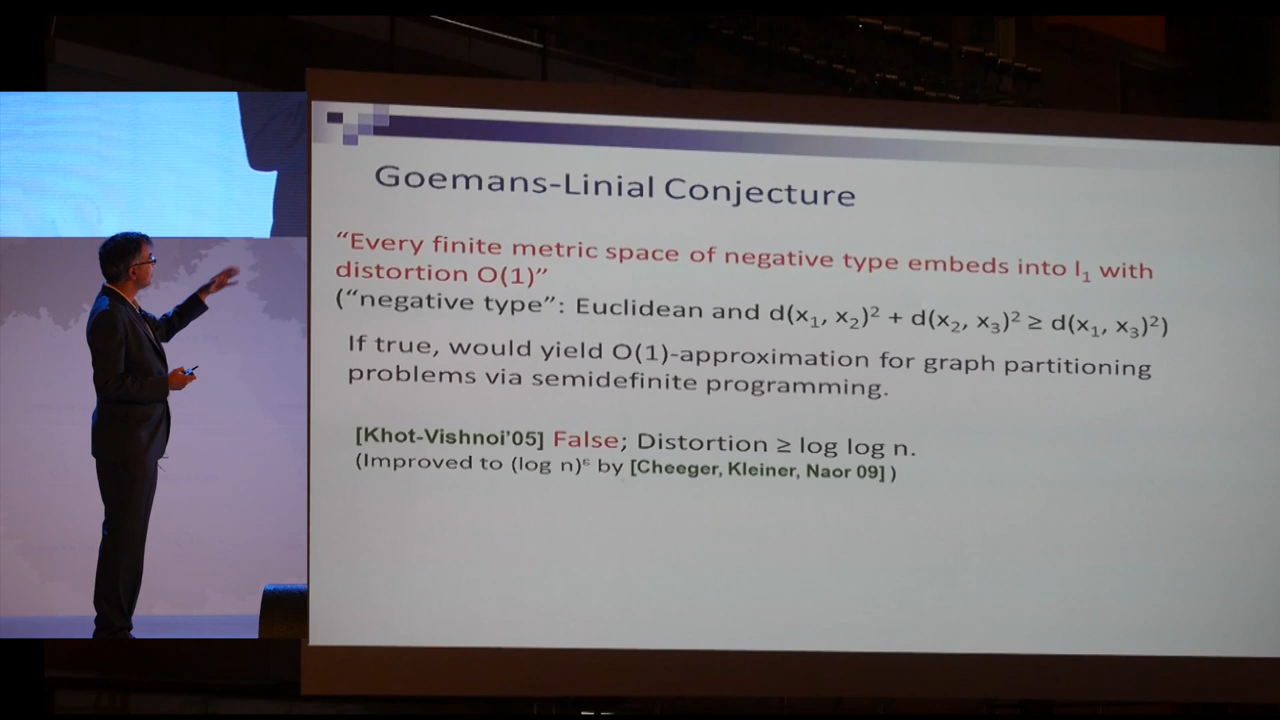 Goemans-Linial Conjecture
“Every finite metric space of negative type embeds into l₁ with
distortion O(1)”
(“negative type”: Euclidean and d(x₁, x₂)² + d(x₂, x₃)² ≥ d(x₁, x₃)²)
If true, would yield O(1)-approximation for graph partitioning
problems via semidefinite programming.
[Khot-Vishnoi'05] False; Distortion ≥ log log n.
(Improved to (log n)ᵋ by [Cheeger, Kleiner, Naor 09] )